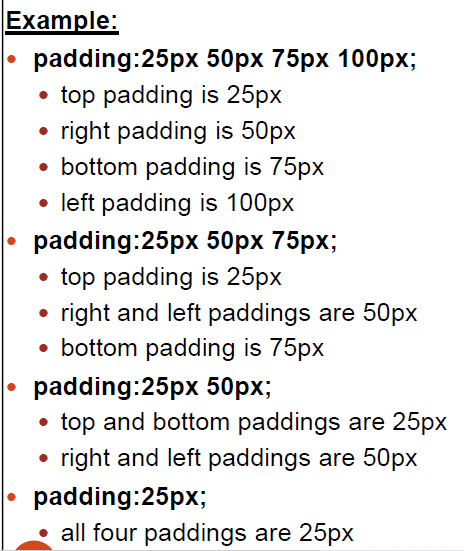 Example:
• padding:25px 50px 75px 100px;
• top padding is 25px
• right padding is 50px
• bottom padding is 75px
• left padding is 100px
• padding:25px 50px 75px;
• top padding is 25px
• right and left paddings are 50px
• bottom padding is 75px
• padding:25px 50px;
• top and bottom paddings are 25px
• right and left paddings are 50px
• padding:25px;
• all four paddings are 25px